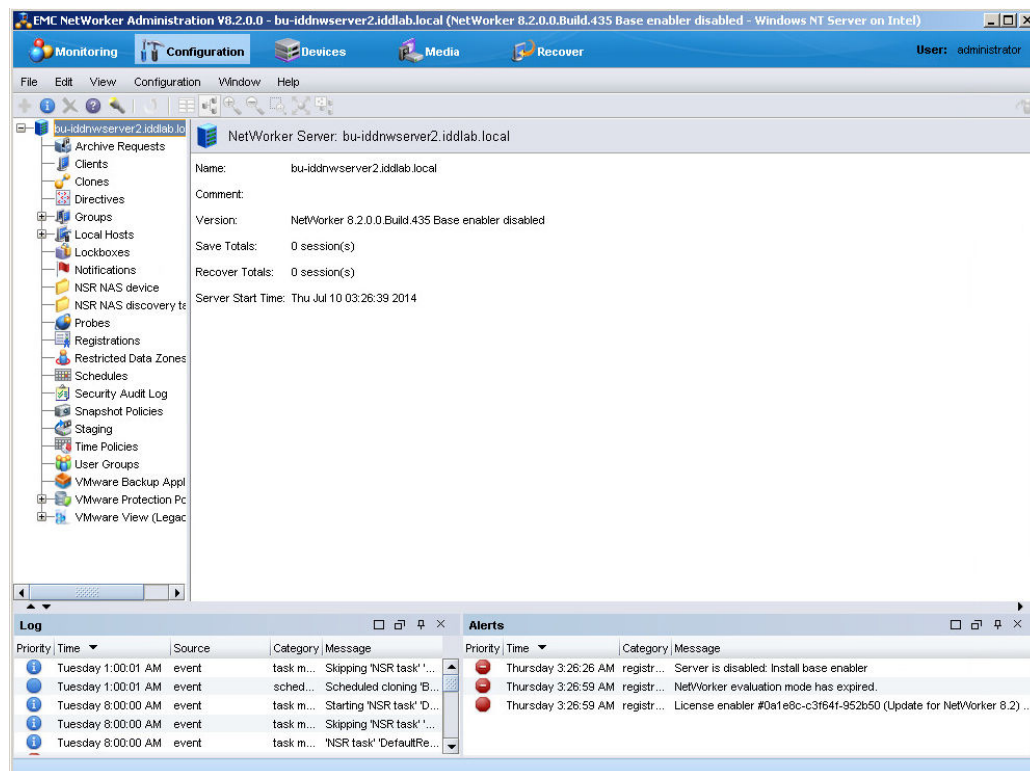 EMC NetWorker Administration V8.2.0.0 - bu-iddnwserver2.iddlab.local (NetWorker 8.2.0.0.Build.435 Base enabler disabled - Windows NT Server on Intel)
Monitoring Configuration Devices Media Recover User: administrator
File Edit View Configuration Window Help
bu-iddnwserver2.iddlab.lo
Archive Requests
Clients
Clones
Directives
Groups
Local Hosts
Lockboxes
Notifications
NSR NAS device
NSR NAS discovery ta
Probes
Registrations
Restricted Data Zones
Schedules
Security Audit Log
Snapshot Policies
Staging
Time Policies
User Groups
VMware Backup Appl
VMware Protection Po
VMware View (Legac
NetWorker Server: bu-iddnwserver2.iddlab.local
Name: bu-iddnwserver2.iddlab.local
Comment:
Version: NetWorker 8.2.0.0.Build.435 Base enabler disabled
Save Totals: 0 session(s)
Recover Totals: 0 session(s)
Server Start Time: Thu Jul 10 03:26:39 2014
Log
Priority Time Source Category Message
Tuesday 1:00:01 AM event task m... Skipping 'NSR task' '...
Tuesday 1:00:01 AM event sched... Scheduled cloning 'B...
Tuesday 8:00:00 AM event task m... Starting 'NSR task' 'D...
Tuesday 8:00:00 AM event task m... Skipping 'NSR task' '...
Tuesday 8:00:00 AM event task m... 'NSR task' 'DefaultRe...
Alerts
Priority Time Category Message
Thursday 3:26:26 AM registr... Server is disabled: Install base enabler
Thursday 3:26:59 AM registr... NetWorker evaluation mode has expired.
Thursday 3:26:59 AM registr... License enabler #0a1e8c-c3f64f-952b50 (Update for NetWorker 8.2) ...